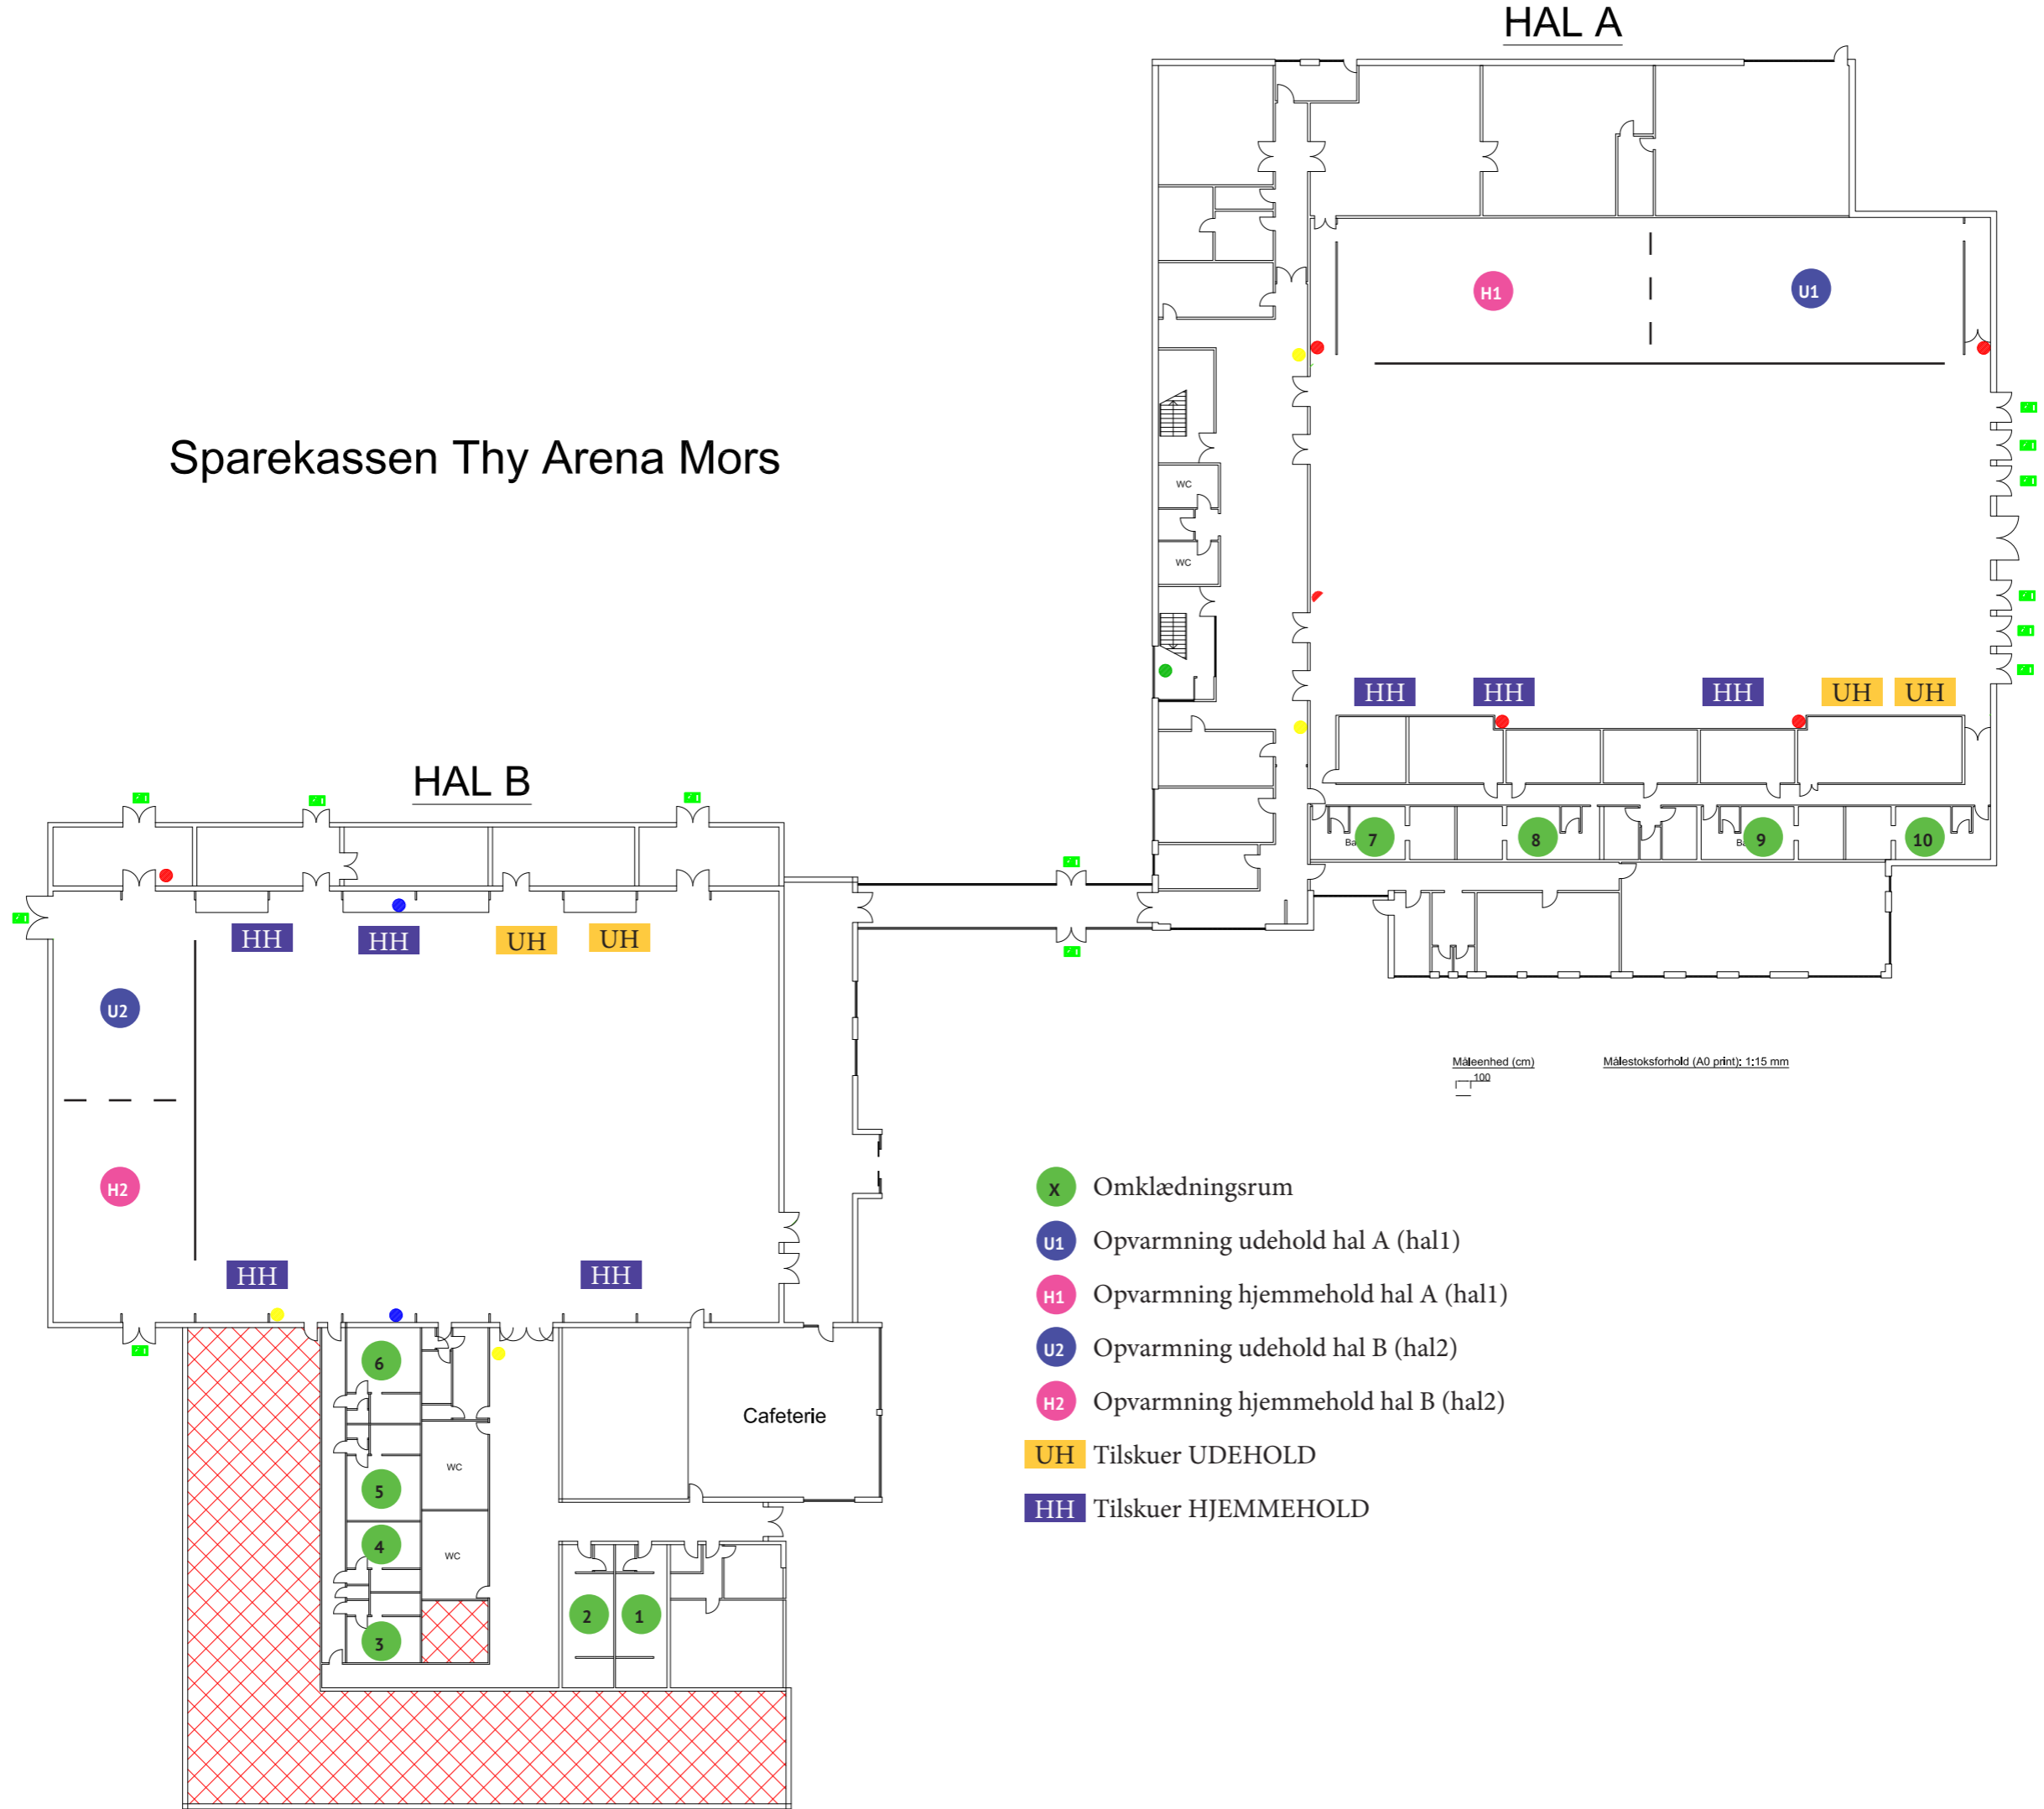 HAL A
H1
U1
Sparekassen Thy Arena Mors
WC
WC
HH
HH
HH
UH
UH
HAL B
7
8
9
10
HH
HH
UH
UH
U2
Måleenhed (cm)
Målestoksforhold (A0 print): 1:15 mm
100
H2
X Omklædningsrum
U1 Opvarmning udehold hal A (hal1)
HH
HH
H1 Opvarmning hjemmehold hal A (hal1)
U2 Opvarmning udehold hal B (hal2)
6
H2 Opvarmning hjemmehold hal B (hal2)
Cafeterie
UH Tilskuer UDEHOLD
WC
5
HH Tilskuer HJEMMEHOLD
4
WC
2
1
3